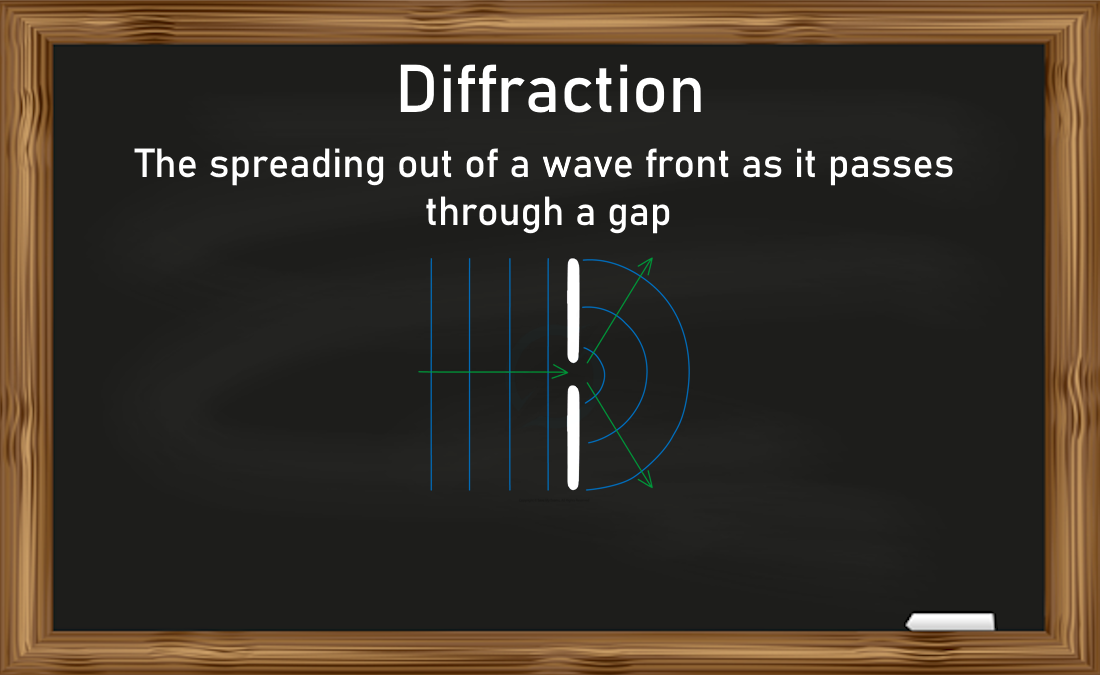 Diffraction
The spreading out of a wave front as it passes
through a gap